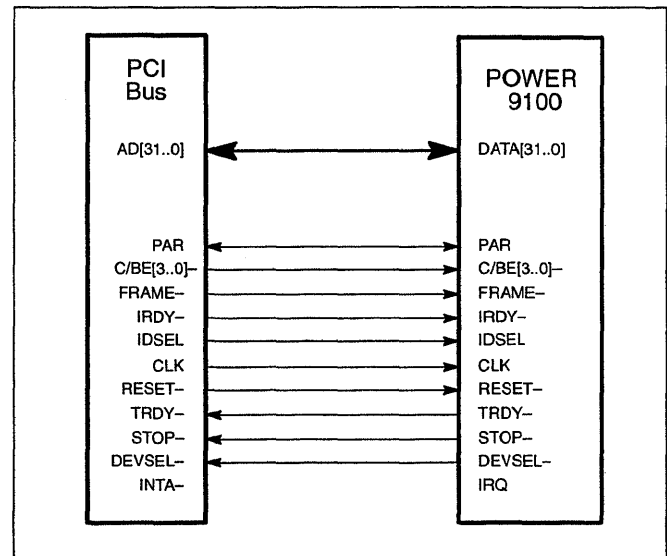 PCI
Bus
POWER
9100
AD[31..0] DATA[31..0]
PAR PAR
C/BE[3..0]– C/BE[3..0]–
FRAME– FRAME–
IRDY– IRDY–
IDSEL IDSEL
CLK CLK
RESET– RESET–
TRDY– TRDY–
STOP– STOP–
DEVSEL– DEVSEL–
INTA– IRQ